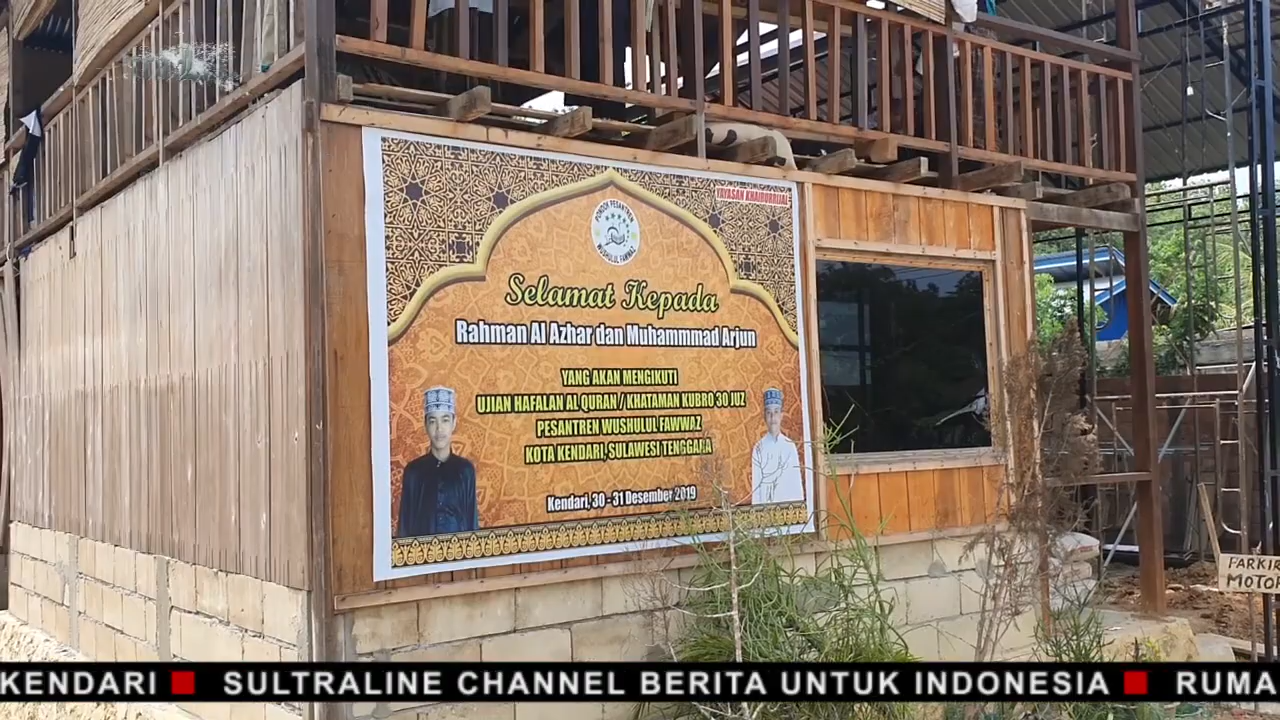 YAYASAN KHAIRURRIJAL
PONDOK PESANTREN
WUSHULUL FAWWAZ
Selamat Kepada
Rahman Al Azhar dan Muhammmad Arjun
YANG AKAN MENGIKUTI
UJIAN HAFALAN AL QURAN / KHATAMAN KUBRO 30 JUZ
PESANTREN WUSHULUL FAWWAZ
KOTA KENDARI, SULAWESI TENGGARA
Kendari, 30 - 31 Desember 2019
FARKIR
MOTOR
KENDARI SULTRALINE CHANNEL BERITA UNTUK INDONESIA RUMA